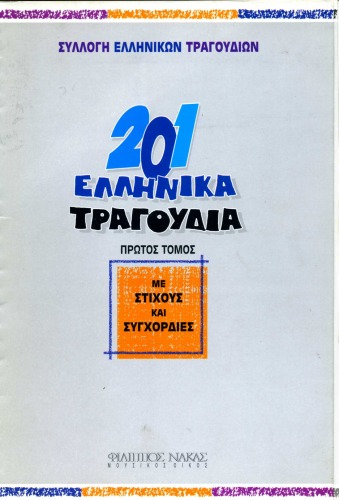 ΣΥΛΛΟΓΗ ΕΛΛΗΝΙΚΩΝ ΤΡΑΓΟΥΔΙΩΝ
201
ΕΛΛΗΝΙΚΑ
ΤΡΑΓΟΥΔΙΑ
ΠΡΩΤΟΣ ΤΟΜΟΣ
ΜΕ
ΣΤΙΧΟΥΣ
ΚΑΙ
ΣΥΓΧΟΡΔΙΕΣ
ΦΙΛΙΠΠΟΣ ΝΑΚΑΣ
ΜΟΥΣΙΚΟΣ ΟΙΚΟΣ